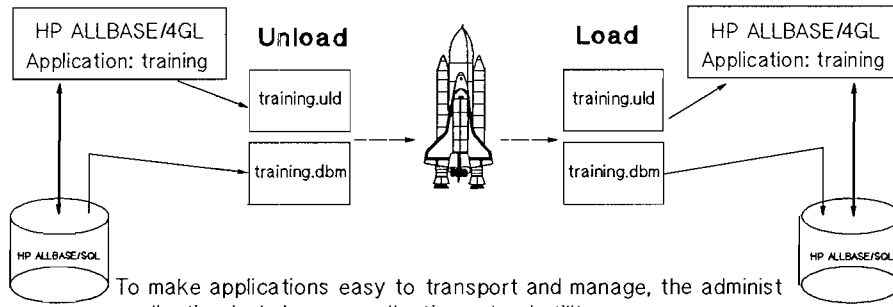 HP ALLBASE/4GL
Application: training
Unload
training.uld
training.dbm
HP ALLBASE/SQL
Load
training.uld
training.dbm
HP ALLBASE/4GL
Application: training
HP ALLBASE/SQL
To make applications easy to transport and manage, the administ